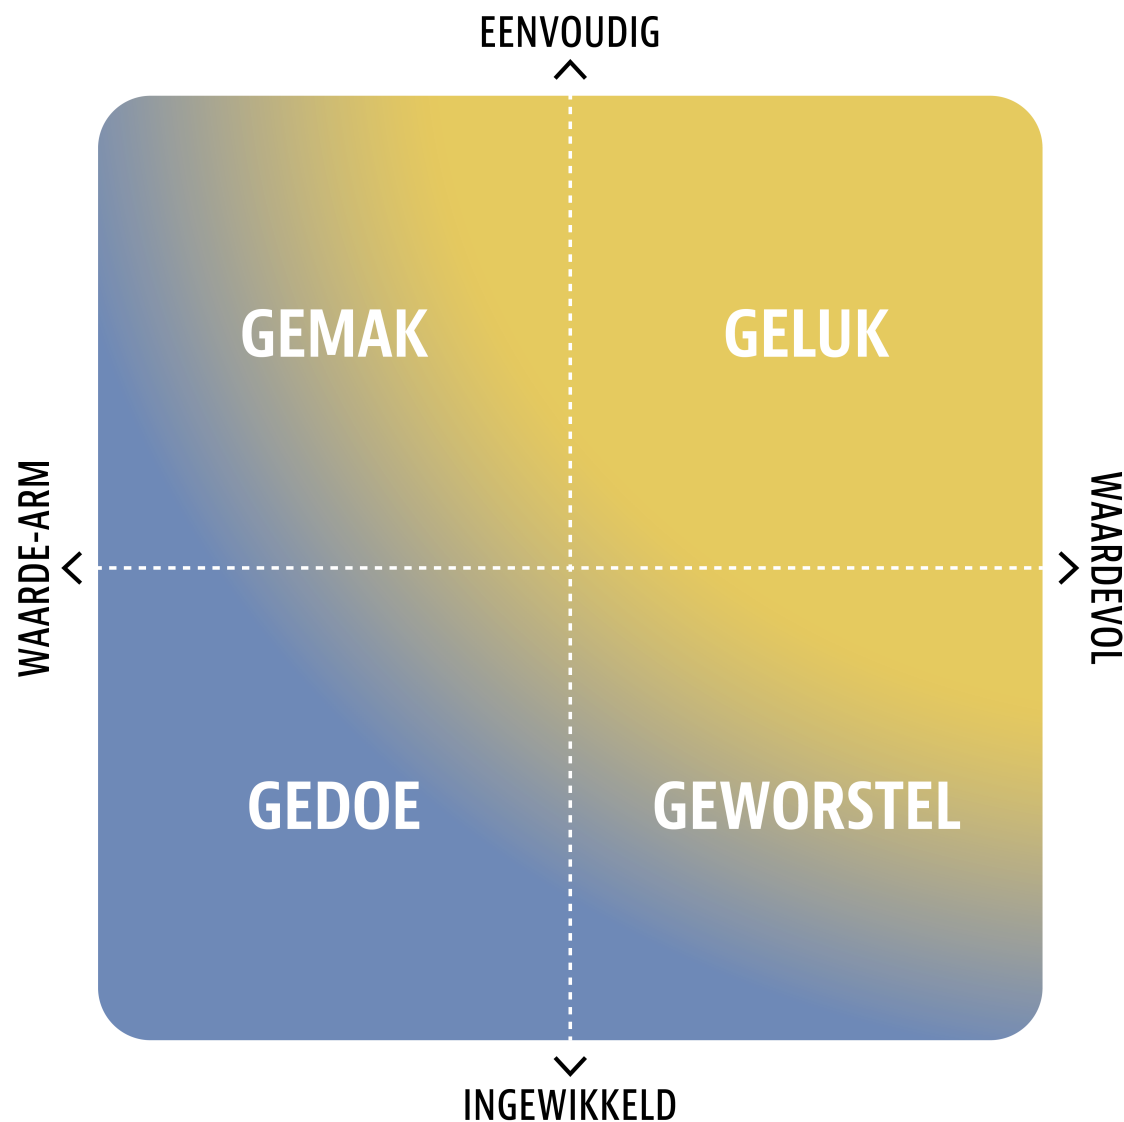 EENVOUDIG
GEMAK
GELUK
WAARDE-ARM
WAARDEVOL
GEDOE
GEWORSTEL
INGEWIKKELD